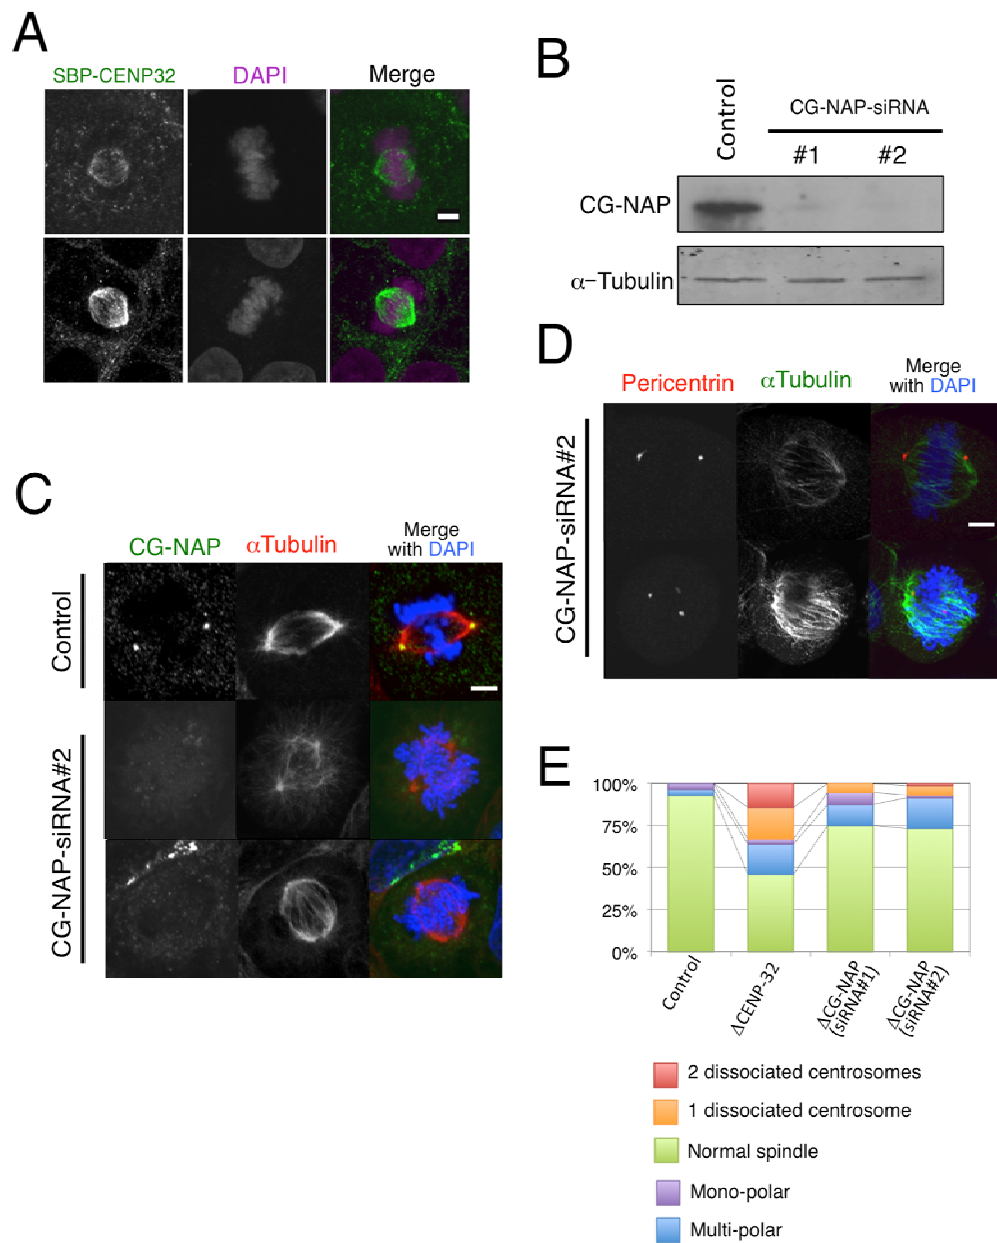 A
SBP-CENP32 DAPI Merge
B
Control
CG-NAP-siRNA
#1 #2
CG-NAP
α-Tubulin
C
CG-NAP αTubulin Merge
with DAPI
Control
CG-NAP-siRNA#2
D
Pericentrin αTubulin Merge
with DAPI
CG-NAP-siRNA#2
E
100%
75%
50%
25%
0%
Control
ΔCENP-32
ΔCG-NAP
(siRNA#1)
ΔCG-NAP
(siRNA#2)
2 dissociated centrosomes
1 dissociated centrosome
Normal spindle
Mono-polar
Multi-polar